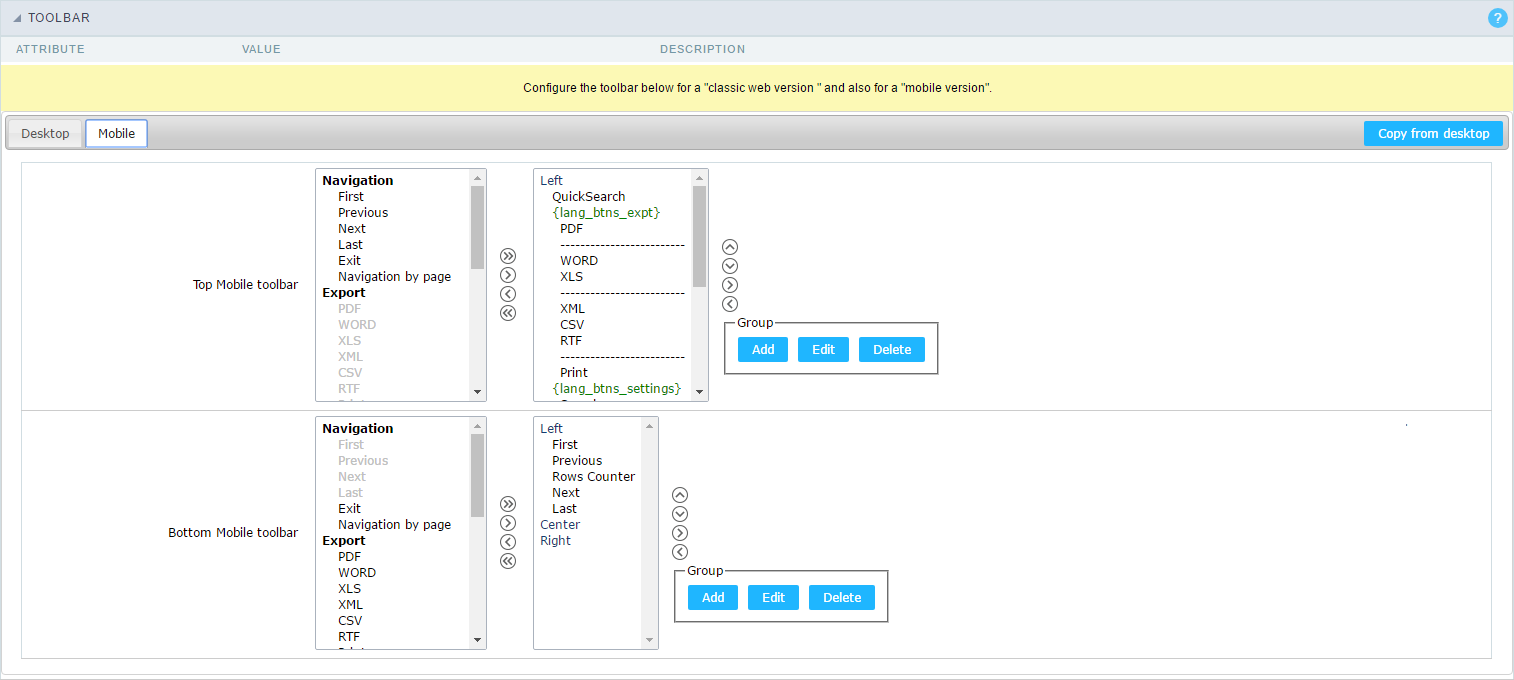 TOOLBAR
?
ATTRIBUTE VALUE DESCRIPTION
Configure the toolbar below for a "classic web version " and also for a "mobile version".
Desktop Mobile Copy from desktop
Top Mobile toolbar
Navigation
First
Previous
Next
Last
Exit
Navigation by page
Export
PDF
WORD
XLS
XML
CSV
RTF
Left
QuickSearch
{lang_btns_expt}
PDF
-------------------------
WORD
XLS
-------------------------
XML
CSV
RTF
-------------------------
Print
{lang_btns_settings}
Group
Add Edit Delete
Bottom Mobile toolbar
Navigation
First
Previous
Next
Last
Exit
Navigation by page
Export
PDF
WORD
XLS
XML
CSV
RTF
Left
First
Previous
Rows Counter
Next
Last
Center
Right
Group
Add Edit Delete